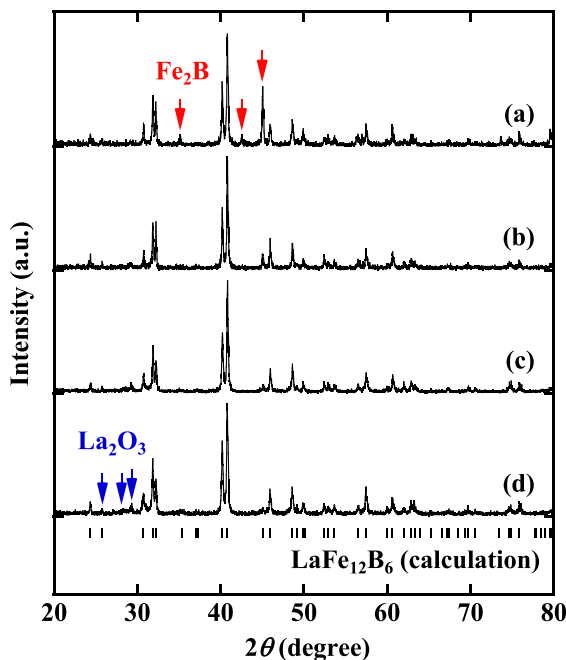 Fe₂B
(a)
(b)
(c)
La₂O₃
(d)
LaFe₁₂B₆ (calculation)
20 30 40 50 60 70 80
2θ (degree)
Intensity (a.u.)